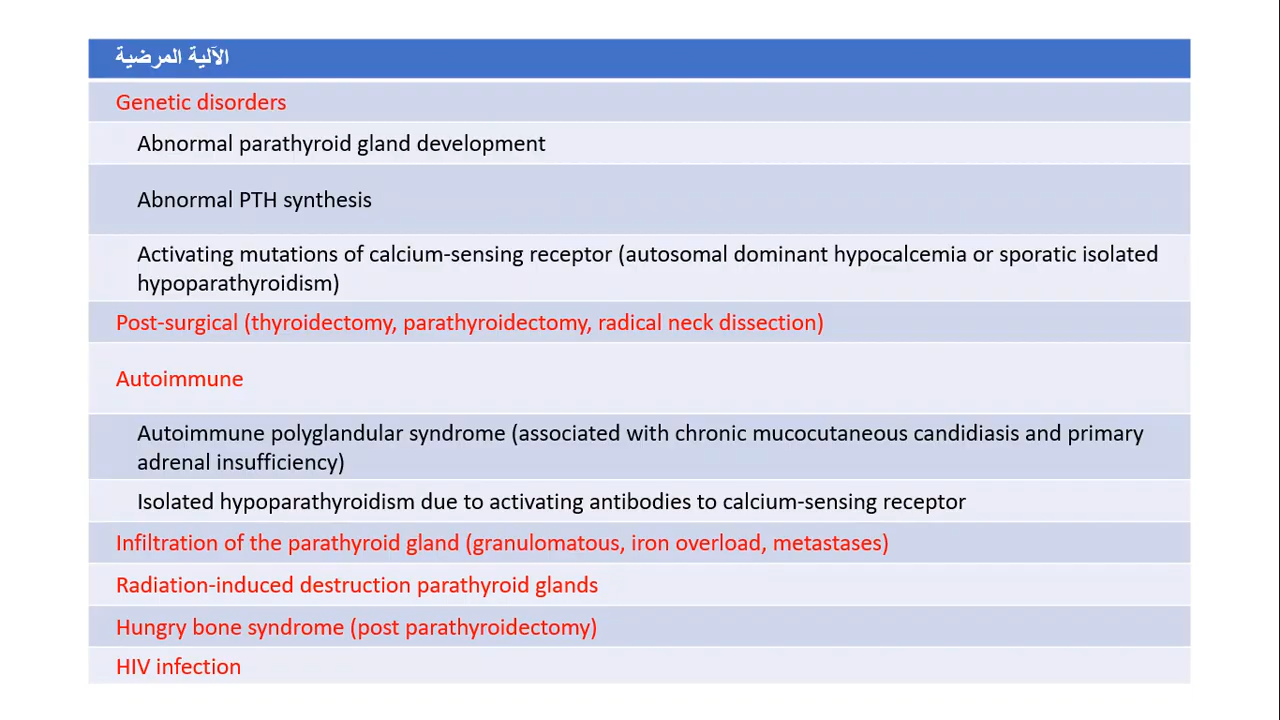 الآلية المرضية
Genetic disorders
Abnormal parathyroid gland development
Abnormal PTH synthesis
Activating mutations of calcium-sensing receptor (autosomal dominant hypocalcemia or sporatic isolated
hypoparathyroidism)
Post-surgical (thyroidectomy, parathyroidectomy, radical neck dissection)
Autoimmune
Autoimmune polyglandular syndrome (associated with chronic mucocutaneous candidiasis and primary
adrenal insufficiency)
Isolated hypoparathyroidism due to activating antibodies to calcium-sensing receptor
Infiltration of the parathyroid gland (granulomatous, iron overload, metastases)
Radiation-induced destruction parathyroid glands
Hungry bone syndrome (post parathyroidectomy)
HIV infection